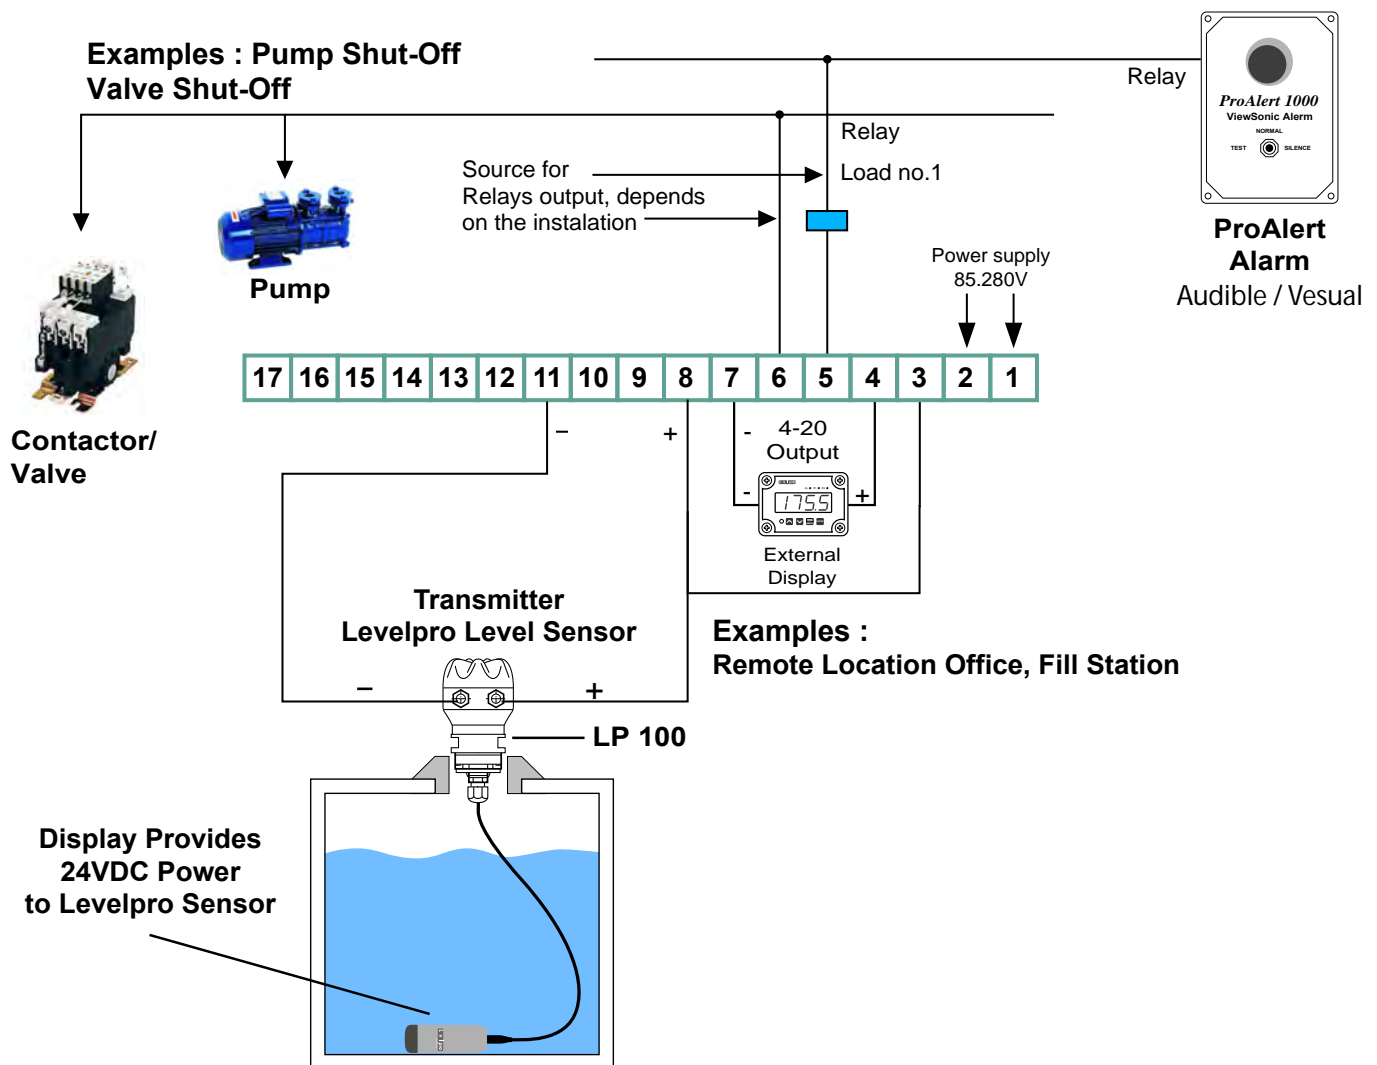 Examples : Pump Shut-Off
Valve Shut-Off
Relay
ProAlert 1000
ViewSonic Alerm
NORMAL
TEST
SILENCE
ProAlert
Alarm
Audible / Vesual
Relay
Load no.1
Source for
Relays output, depends
on the instalation
Power supply
85.280V
Pump
Contactor/
Valve
17 16 15 14 13 12 11 10 9 8 7 6 5 4 3 2 1
−
+
-
4-20
Output
-
+
175.5
External
Display
Transmitter
Levelpro Level Sensor
Examples :
Remote Location Office, Fill Station
−
+
LP 100
Display Provides
24VDC Power
to Levelpro Sensor